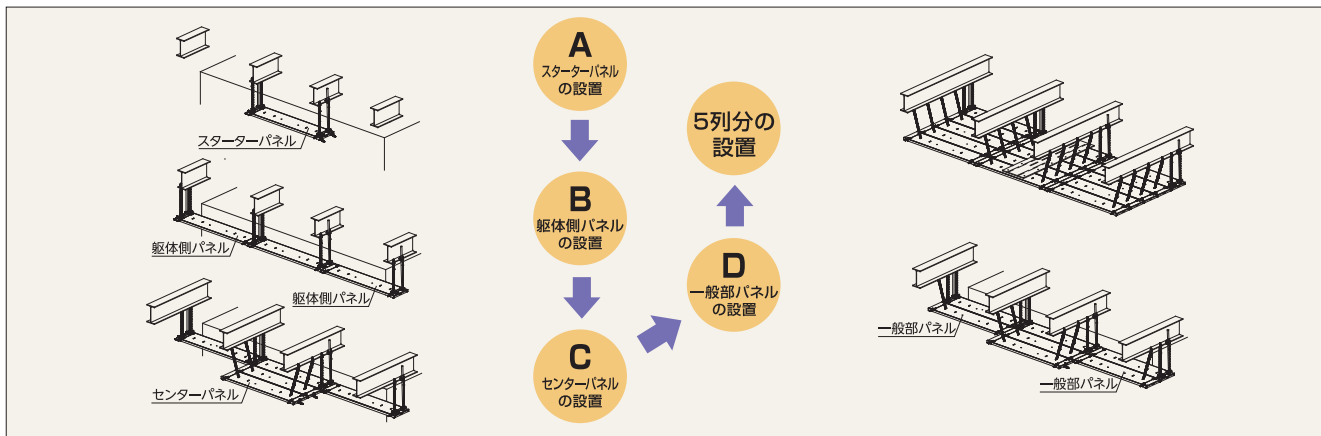 スターターパネル
躯体側パネル
躯体側パネル
センターパネル
A
スターターパネル
の設置
B
躯体側パネル
の設置
C
センターパネル
の設置
D
一般部パネル
の設置
5列分の
設置
一般部パネル
一般部パネル